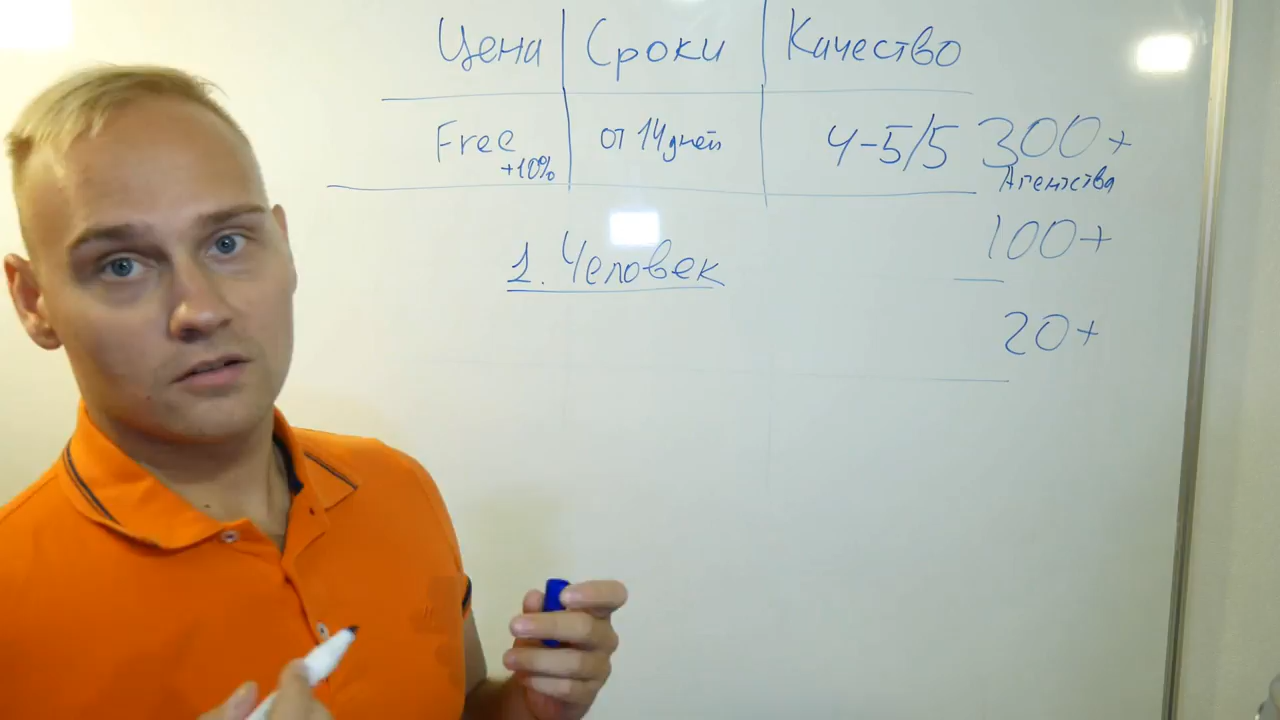 Цена Сроки Качество
Free +10% от 14 дней 4-5/5 300+
Агентства
100+
1. Человек
20+